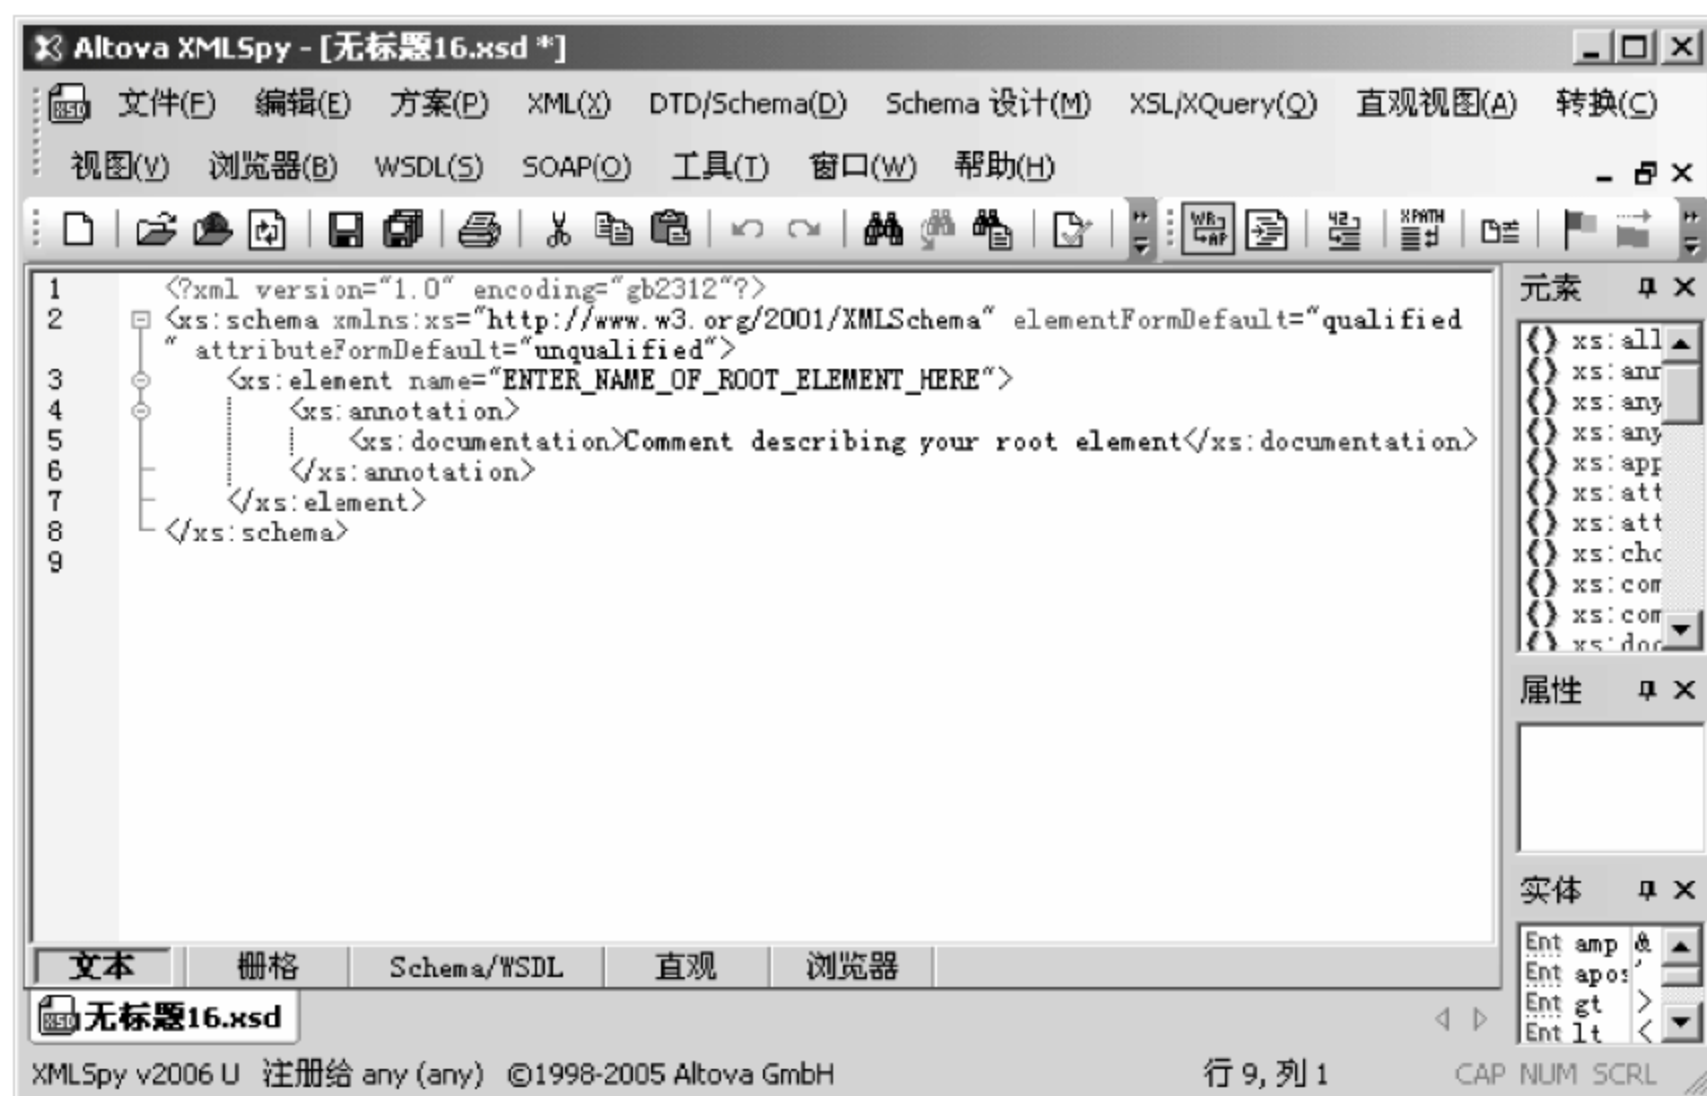 Altova XMLSpy - [无标题16.xsd *]
文件(F) 编辑(E) 方案(P) XML(X) DTD/Schema(D) Schema 设计(M) XSL/XQuery(Q) 直观视图(A) 转换(C)
视图(V) 浏览器(B) WSDL(S) SOAP(O) 工具(T) 窗口(W) 帮助(H)
1 <?xml version="1.0" encoding="gb2312"?>
2 <xs:schema xmlns:xs="http://www.w3.org/2001/XMLSchema" elementFormDefault="qualified
" attributeFormDefault="unqualified">
3 <xs:element name="ENTER_NAME_OF_ROOT_ELEMENT_HERE">
4 <xs:annotation>
5 <xs:documentation>Comment describing your root element</xs:documentation>
6 </xs:annotation>
7 </xs:element>
8 </xs:schema>
9
元素
xs:all
xs:ann
xs:any
xs:any
xs:app
xs:att
xs:att
xs:cho
xs:com
xs:com
xs:doc
属性
实体
Ent amp &
Ent apos '
Ent gt >
Ent lt <
文本 栅格 Schema/WSDL 直观 浏览器
无标题16.xsd
XMLSpy v2006 U 注册给 any (any) ©1998-2005 Altova GmbH 行 9, 列 1 CAP NUM SCRL